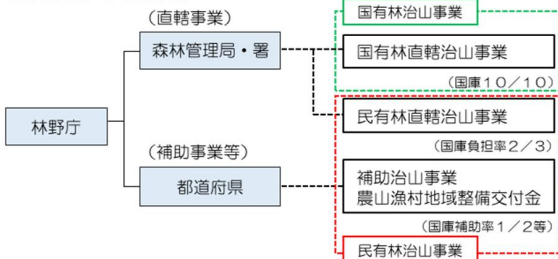 (直轄事業)
国有林治山事業
森林管理局・署
国有林直轄治山事業
(国庫10/10)
林野庁
民有林直轄治山事業
(国庫負担率2/3)
(補助事業等)
都道府県
補助治山事業
農山漁村地域整備交付金
(国庫補助率1/2等)
民有林治山事業